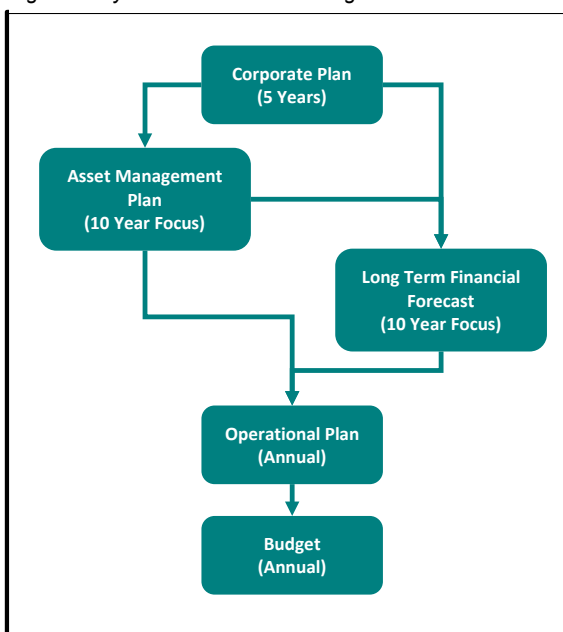 Corporate Plan
(5 Years)
Asset Management
Plan
(10 Year Focus)
Long Term Financial
Forecast
(10 Year Focus)
Operational Plan
(Annual)
Budget
(Annual)